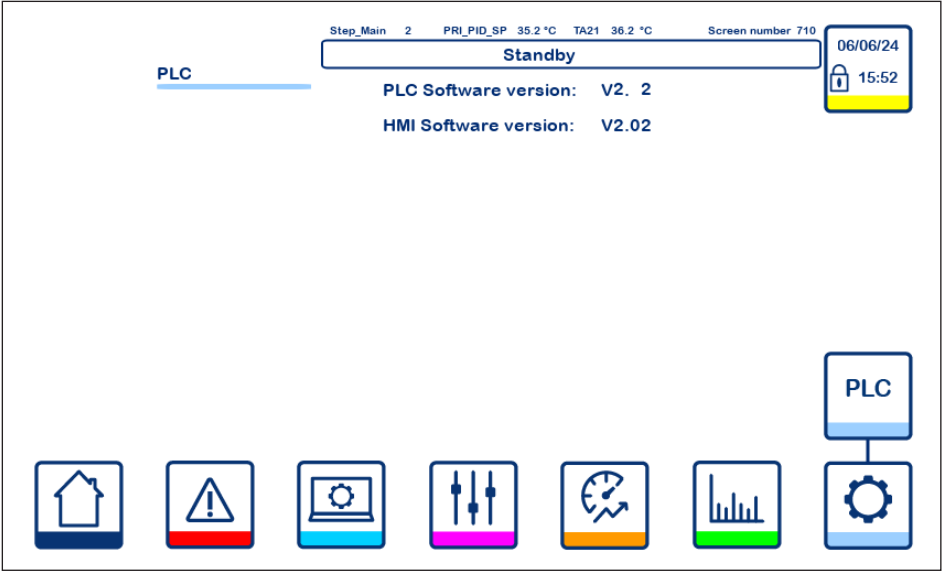 Step_Main 2 PRI_PID_SP 35.2 °C TA21 36.2 °C Screen number 710
Standby
06/06/24
15:52
PLC
PLC Software version: V2. 2
HMI Software version: V2.02
PLC